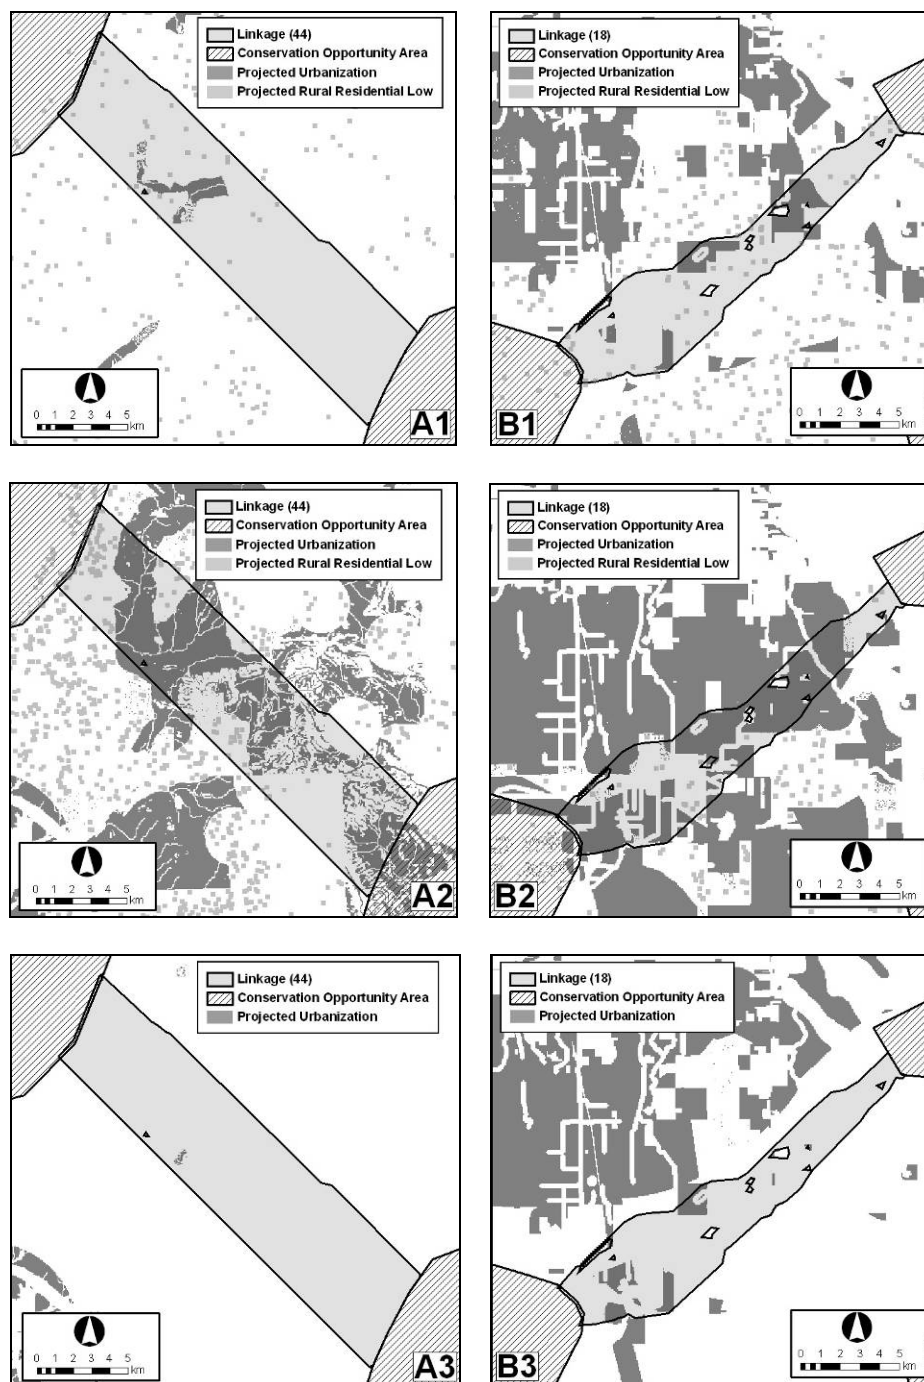 Linkage (44)
Conservation Opportunity Area
Projected Urbanization
Projected Rural Residential Low
0 1 2 3 4 5
km
A1
Linkage (18)
Conservation Opportunity Area
Projected Urbanization
Projected Rural Residential Low
0 1 2 3 4 5
km
B1
Linkage (44)
Conservation Opportunity Area
Projected Urbanization
Projected Rural Residential Low
0 1 2 3 4 5
km
A2
Linkage (18)
Conservation Opportunity Area
Projected Urbanization
Projected Rural Residential Low
0 1 2 3 4 5
km
B2
Linkage (44)
Conservation Opportunity Area
Projected Urbanization
0 1 2 3 4 5
km
A3
Linkage (18)
Conservation Opportunity Area
Projected Urbanization
0 1 2 3 4 5
km
B3